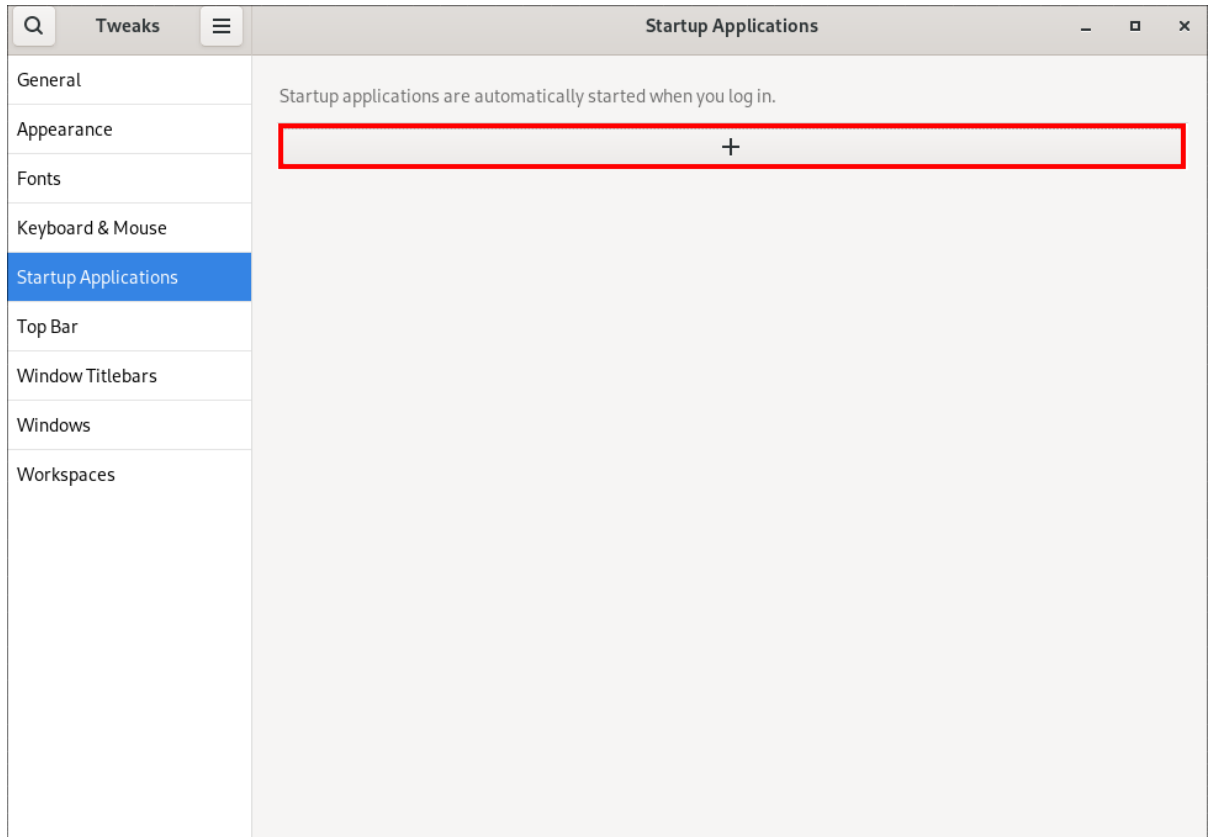 Tweaks
Startup Applications
General
Appearance
Fonts
Keyboard & Mouse
Startup Applications
Top Bar
Window Titlebars
Windows
Workspaces
Startup applications are automatically started when you log in.
+